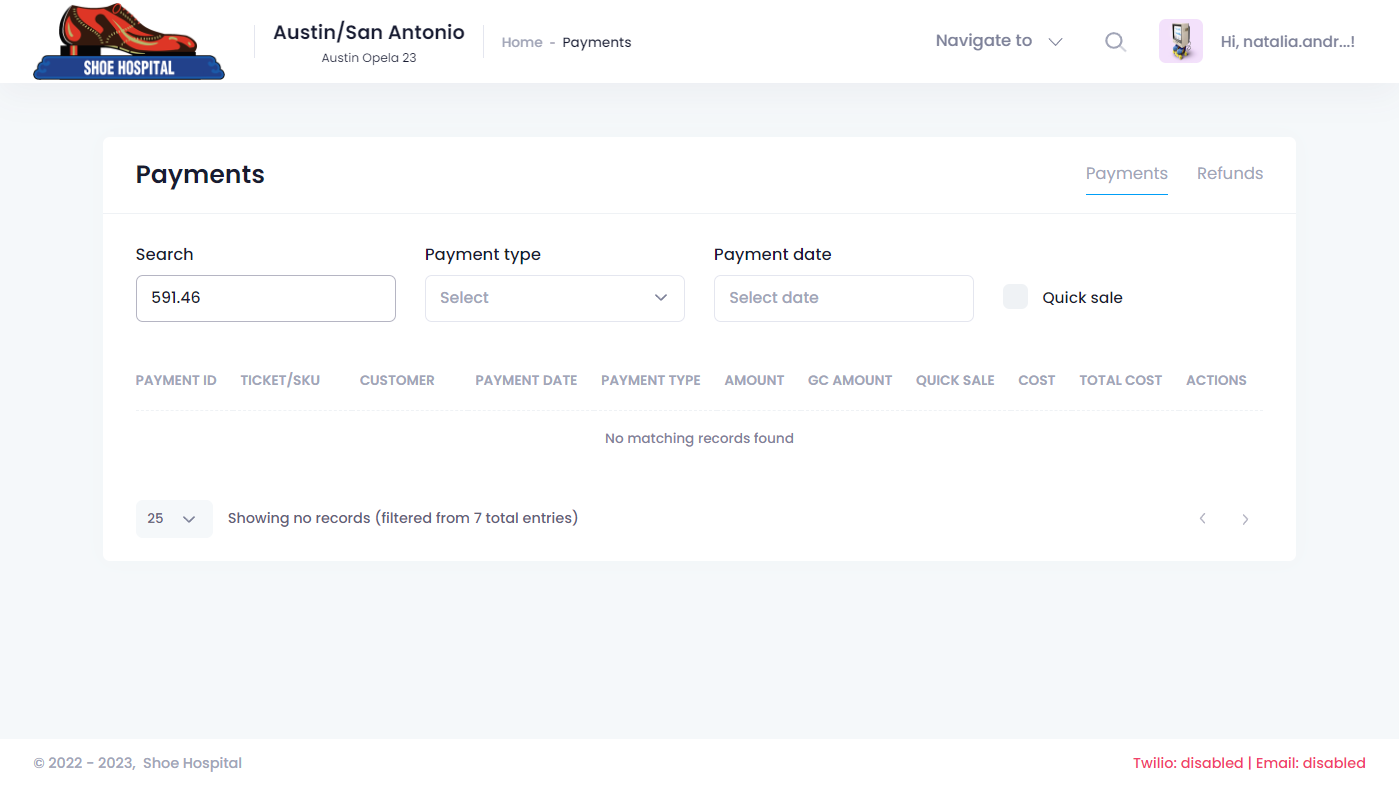 SHOE HOSPITAL
Austin/San Antonio
Austin Opela 23
Home - Payments
Navigate to
Hi, natalia.andr...!
Payments
Payments Refunds
Search Payment type Payment date
591.46 Select Select date Quick sale
PAYMENT ID TICKET/SKU CUSTOMER PAYMENT DATE PAYMENT TYPE AMOUNT GC AMOUNT QUICK SALE COST TOTAL COST ACTIONS
No matching records found
25 Showing no records (filtered from 7 total entries)
© 2022 - 2023, Shoe Hospital
Twilio: disabled | Email: disabled